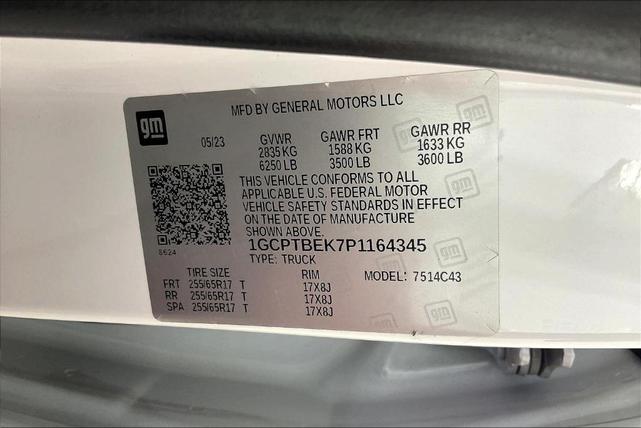 MFD BY GENERAL MOTORS LLC
gm
05/23 GVWR GAWR FRT GAWR RR
2835 KG 1588 KG 1633 KG
6250 LB 3500 LB 3600 LB
THIS VEHICLE CONFORMS TO ALL
APPLICABLE U.S. FEDERAL MOTOR
VEHICLE SAFETY STANDARDS IN EFFECT
ON THE DATE OF MANUFACTURE
SHOWN ABOVE.
8624
1GCPTBEK7P1164345
TYPE: TRUCK
TIRE SIZE RIM MODEL: 7514C43
FRT 255/65R17 T 17X8J
RR 255/65R17 T 17X8J
SPA 255/65R17 T 17X8J